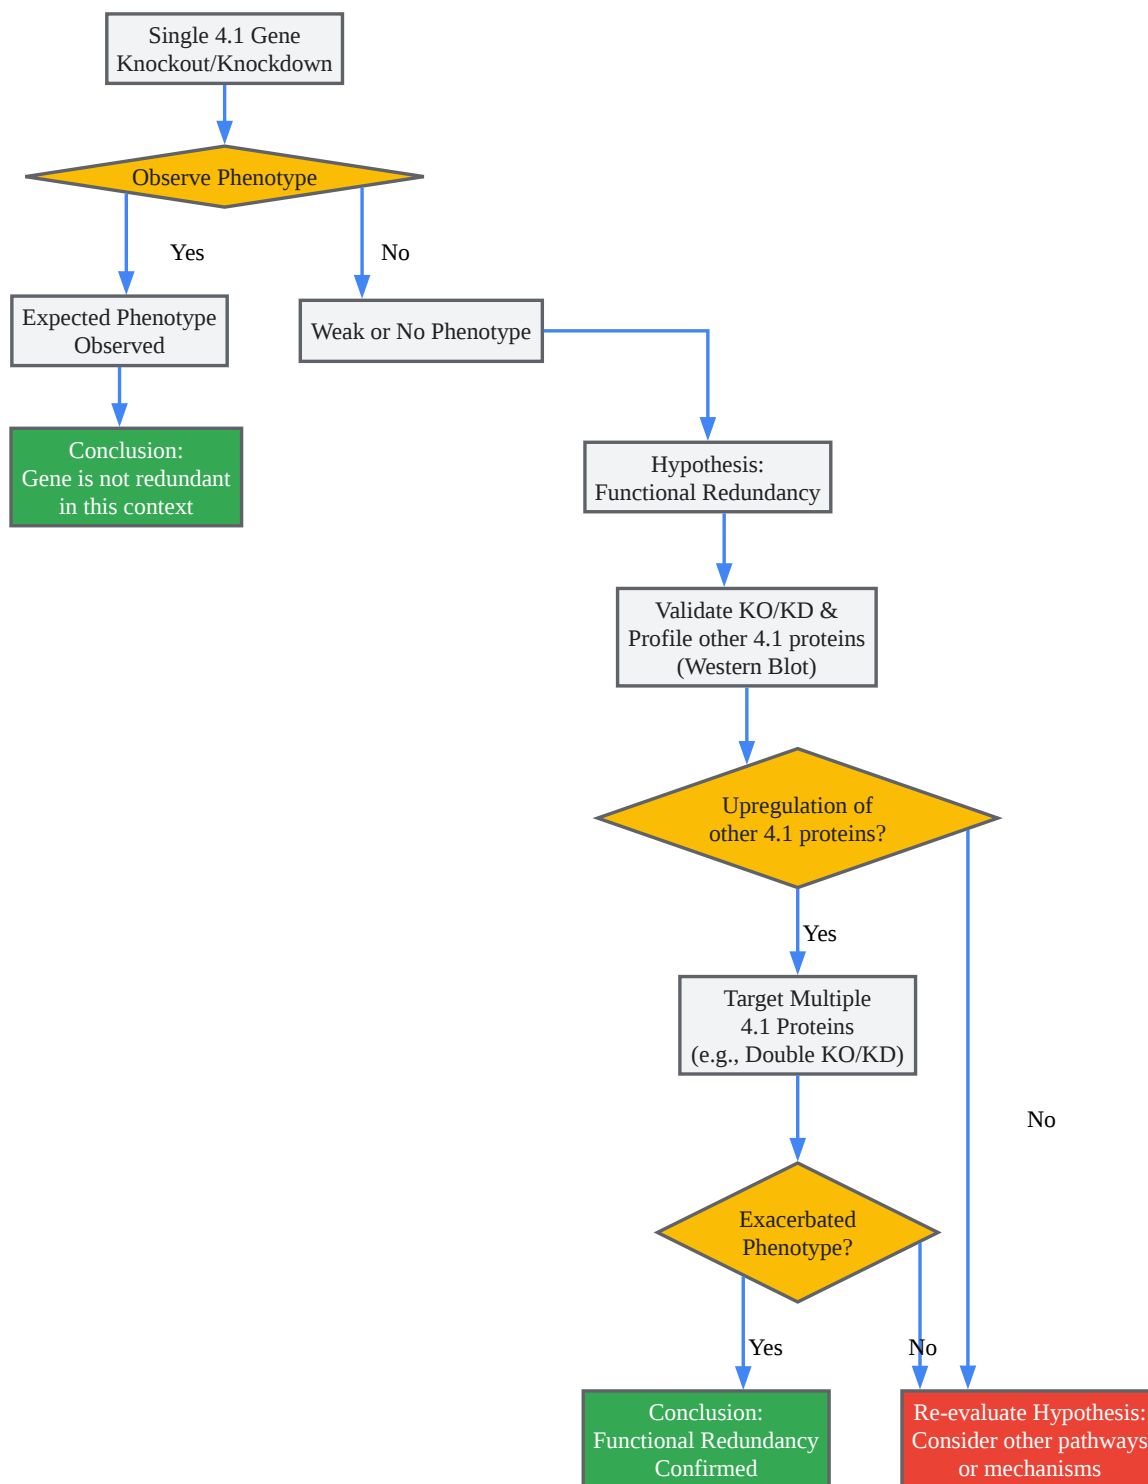 Single 4.1 Gene
Knockout/Knockdown
Observe Phenotype
Yes
No
Expected Phenotype
Observed
Weak or No Phenotype
Conclusion:
Gene is not redundant
in this context
Hypothesis:
Functional Redundancy
Validate KO/KD &
Profile other 4.1 proteins
(Western Blot)
Upregulation of
other 4.1 proteins?
Yes
Target Multiple
4.1 Proteins
(e.g., Double KO/KD)
No
Exacerbated
Phenotype?
Yes
No
Conclusion:
Functional Redundancy
Confirmed
Re-evaluate Hypothesis:
Consider other pathways
or mechanisms